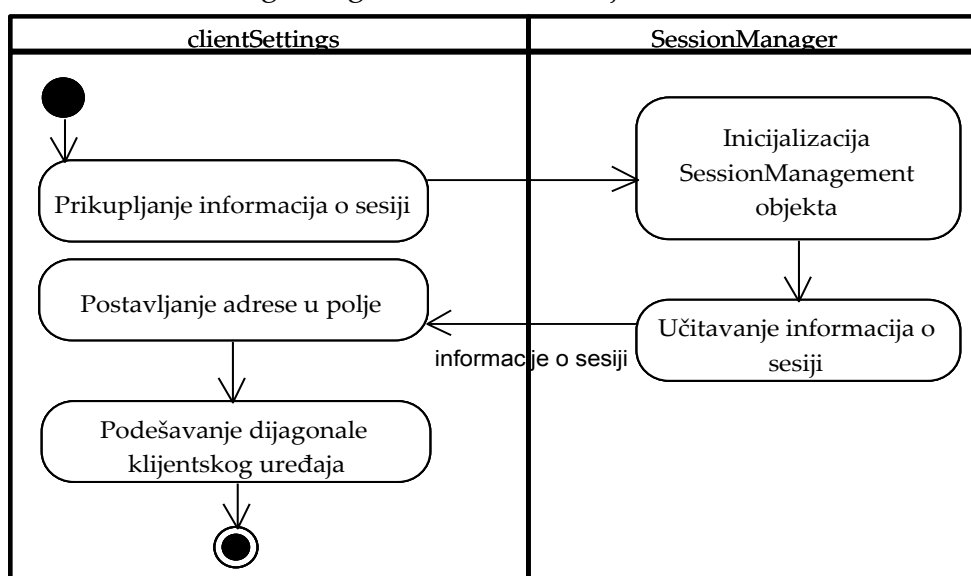 clientSettings
SessionManager
Prikupljanje informacija o sesiji
Inicijalizacija
SessionManagement
objekta
Postavljanje adrese u polje
Učitavanje informacija o
sesiji
informacije o sesiji
Podešavanje dijagonale
klijentskog uređaja